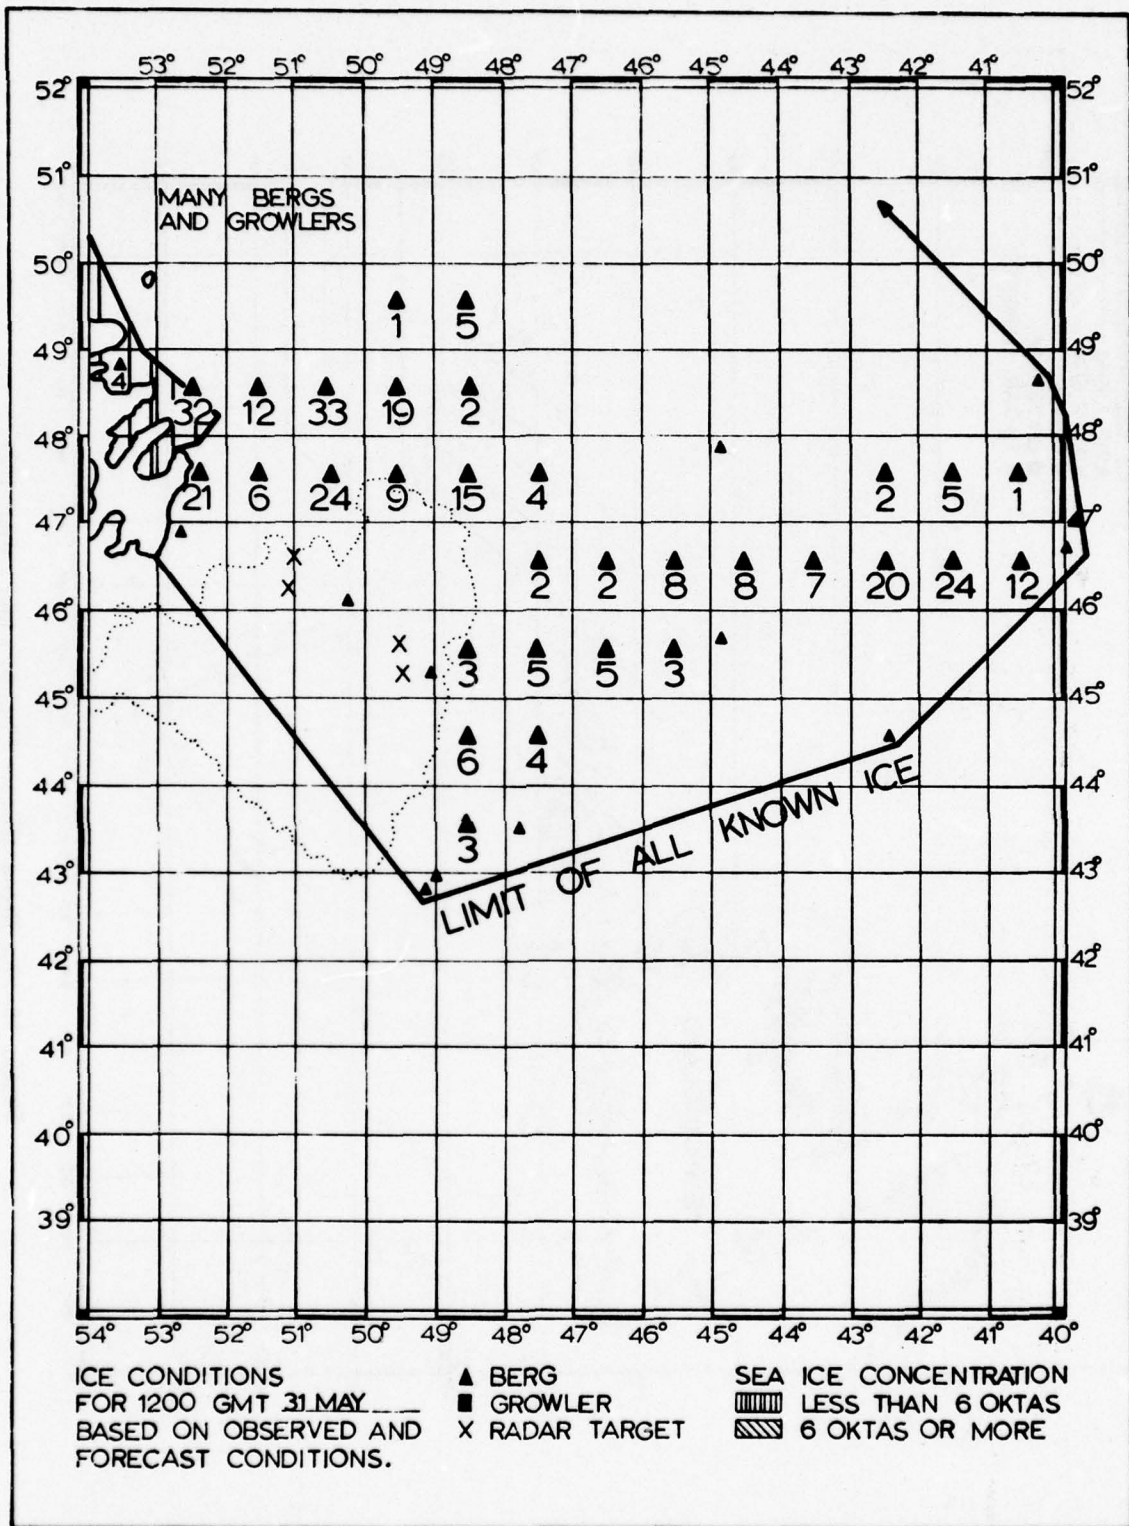 53° 52° 51° 50° 49° 48° 47° 46° 45° 44° 43° 42° 41°
52° 52°
51° 51°
MANY BERGS
AND GROWLERS
50° 50°
1 5
49° 49°
4
32 12 33 19 2
48° 48°
21 6 24 9 15 4 2 5 1
47° 47°
2 2 8 8 7 20 24 12
46° 46°
3 5 5 3
45° 45°
6 4
44° 44°
3
43° 43°
LIMIT OF ALL KNOWN ICE
42° 42°
41° 41°
40° 40°
39° 39°
54° 53° 52° 51° 50° 49° 48° 47° 46° 45° 44° 43° 42° 41° 40°
ICE CONDITIONS
FOR 1200 GMT 31 MAY
BASED ON OBSERVED AND
FORECAST CONDITIONS.
BERG
GROWLER
X RADAR TARGET
SEA ICE CONCENTRATION
LESS THAN 6 OKTAS
6 OKTAS OR MORE